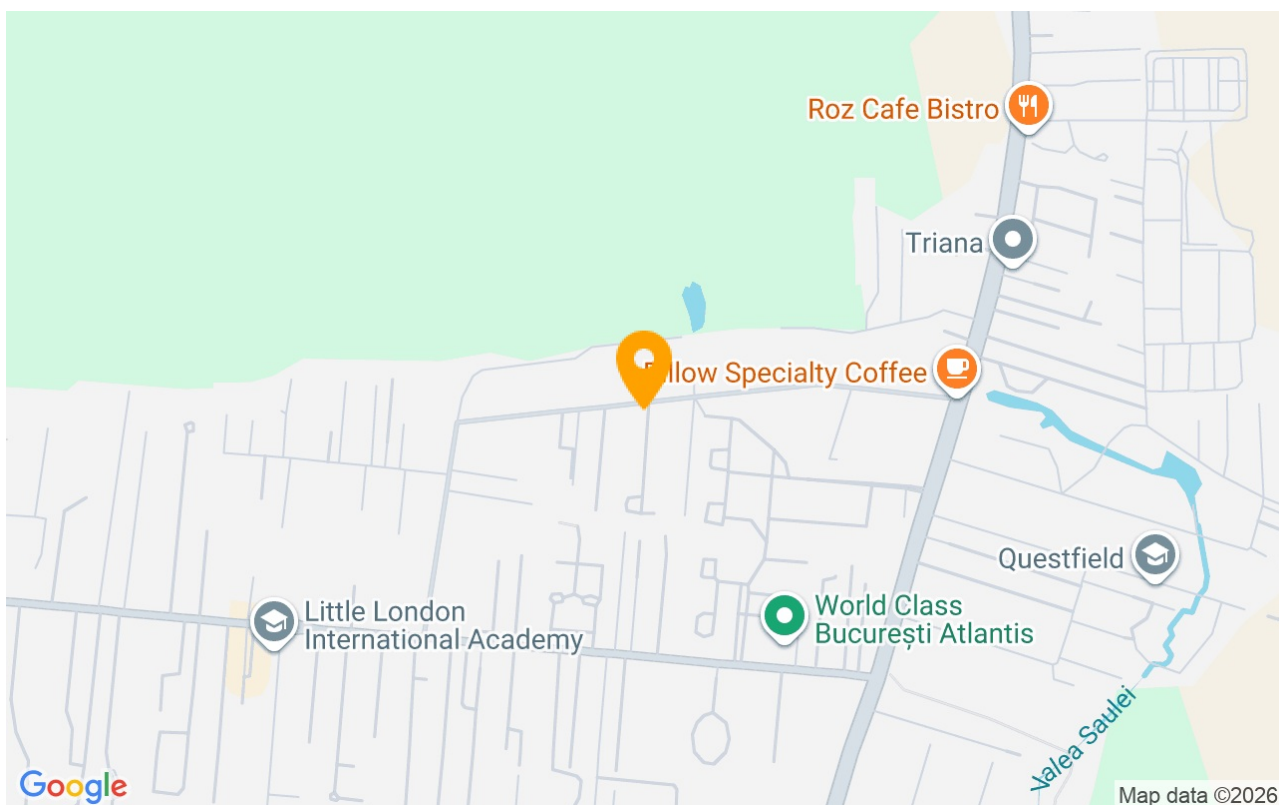 Roz Cafe Bistro
Triana
llow Specialty Coffee
Questfield
Little London
International Academy
World Class
București Atlantis
Valea Saulei
Google
Map data ©2026